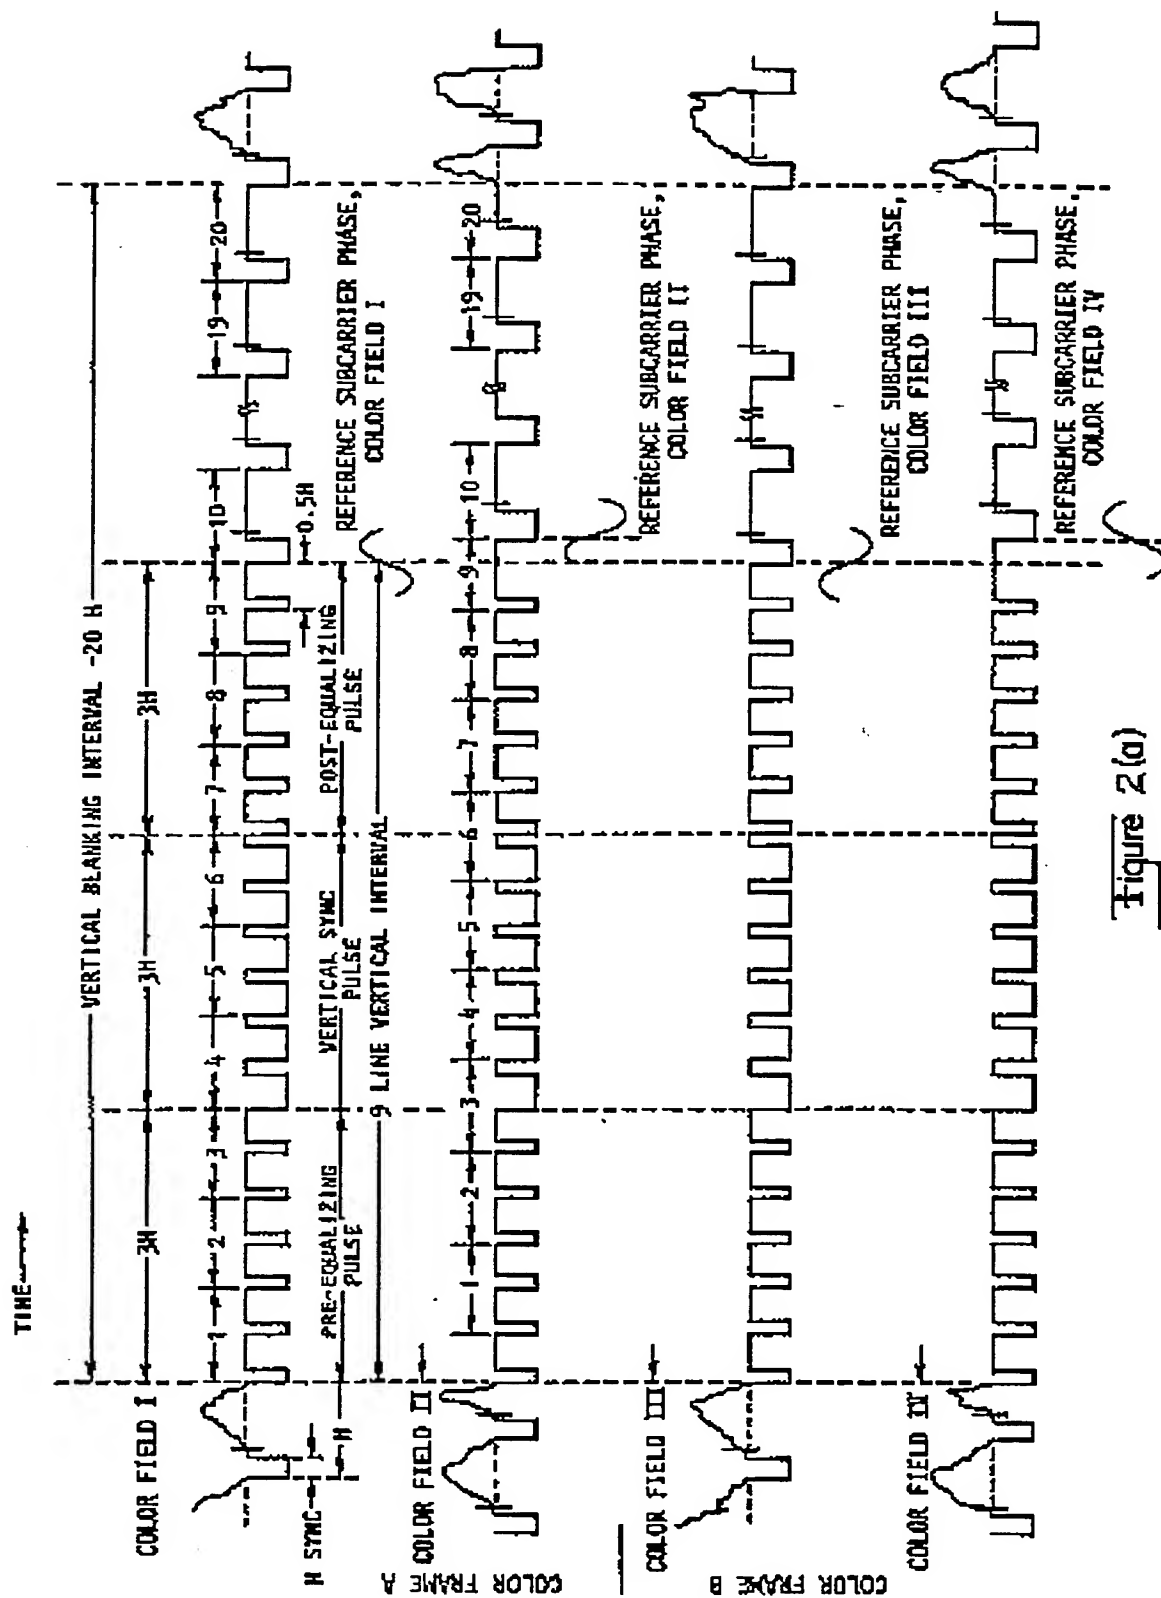 TIME
VERTICAL BLANKING INTERVAL -20 H
3H 3H 3H
COLOR FIELD I
1 2 3 4 5 6 7 8 9 10 19 20
H SYNC
H
PRE-EQUALIZING
PULSE
VERTICAL SYNC
PULSE
POST-EQUALIZING
PULSE
0.5H
9 LINE VERTICAL INTERVAL
REFERENCE SUBCARRIER PHASE,
COLOR FIELD I
COLOR FRAME A
COLOR FIELD II
1 2 3 4 5 6 7 8 9 10 19 20
REFERENCE SUBCARRIER PHASE,
COLOR FIELD II
COLOR FIELD III
REFERENCE SUBCARRIER PHASE,
COLOR FIELD III
COLOR FRAME B
COLOR FIELD IV
REFERENCE SUBCARRIER PHASE,
COLOR FIELD IV
Figure 2(a)